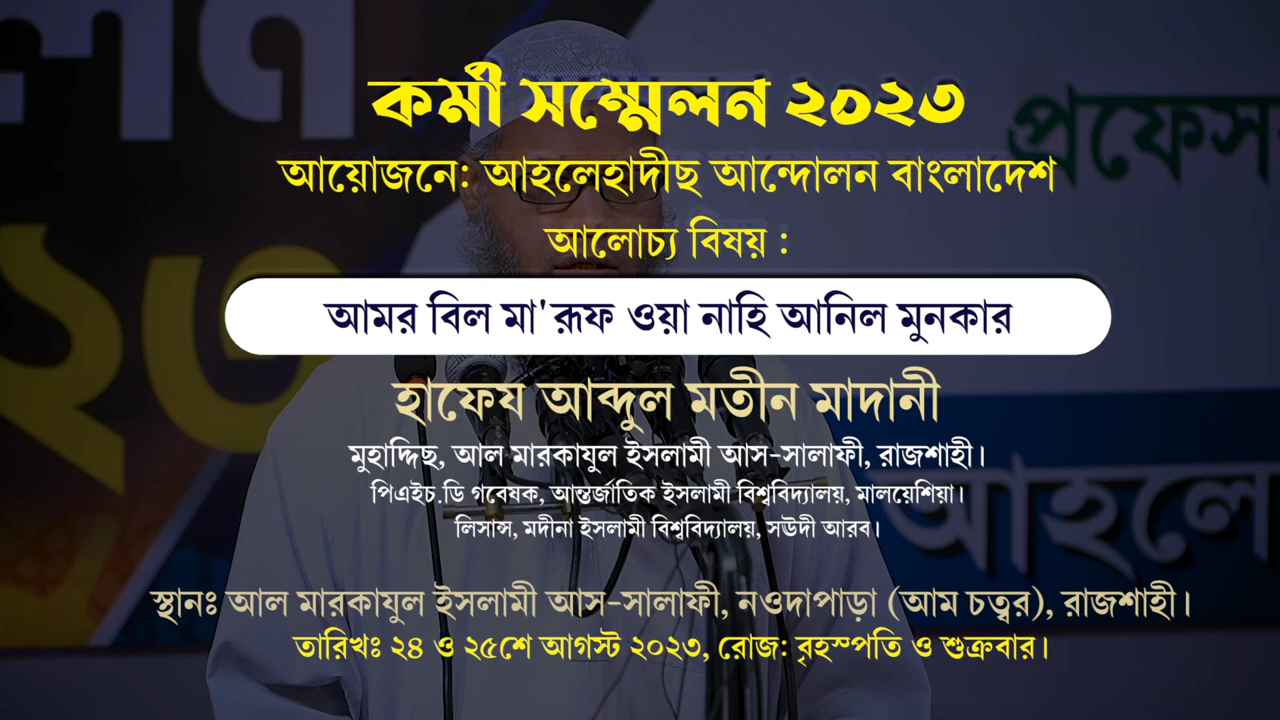 কর্মী সম্মেলন ২০২৩
আয়োজনে: আহলেহাদীছ আন্দোলন বাংলাদেশ
আলোচ্য বিষয় :
আমর বিল মা'রূফ ওয়া নাহি আনিল মুনকার
হাফেয আব্দুল মতীন মাদানী
মুহাদ্দিছ, আল মারকাযুল ইসলামী আস-সালাফী, রাজশাহী।
পিএইচ.ডি গবেষক, আন্তর্জাতিক ইসলামী বিশ্ববিদ্যালয়, মালয়েশিয়া।
লিসান্স, মদীনা ইসলামী বিশ্ববিদ্যালয়, সউদী আরব।
স্থানঃ আল মারকাযুল ইসলামী আস-সালাফী, নওদাপাড়া (আম চত্বর), রাজশাহী।
তারিখঃ ২৪ ও ২৫শে আগস্ট ২০২৩, রোজ: বৃহস্পতি ও শুক্রবার।